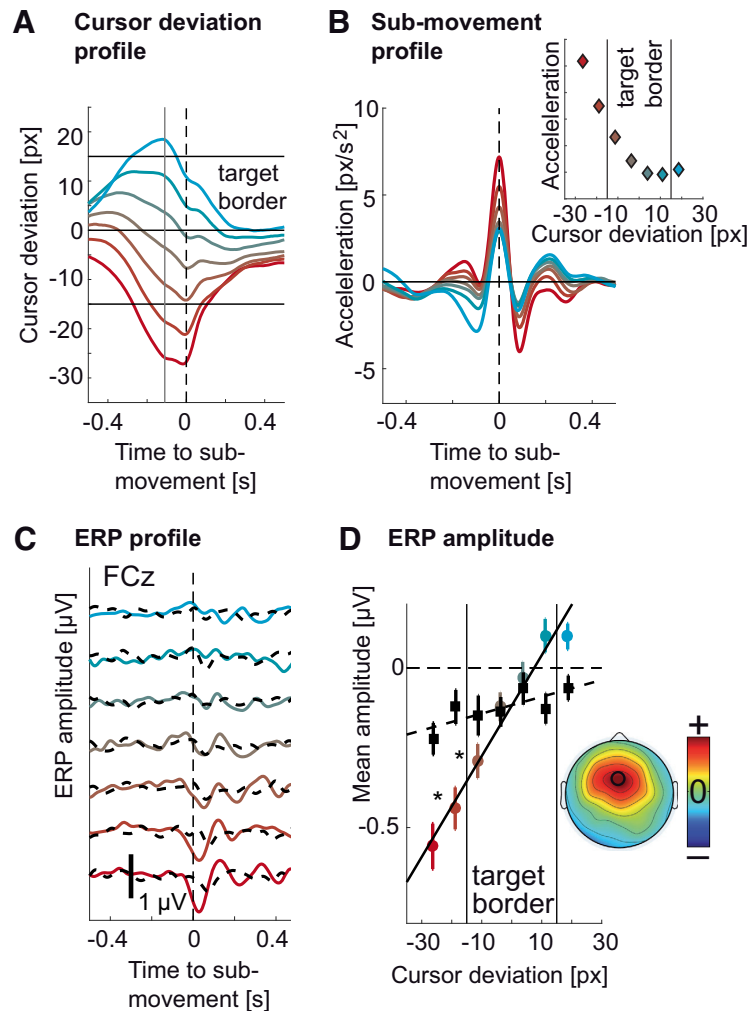 A Cursor deviation
profile
Cursor deviation [px]
20
10
0
-10
-20
-30
target
border
-0.4
0
0.4
Time to sub-
movement [s]
B Sub-movement
profile
Acceleleration [px/s²]
10
5
0
-5
-0.4
0
0.4
Time to sub-
movement [s]
Acceleleration
target
border
-30
-10
10
30
Cursor deviation [px]
C ERP profile
FCz
ERP amplitude [µV]
1 µV
-0.4
0
0.4
Time to sub-
movement [s]
D ERP amplitude
Mean amplitude [µV]
0
-0.5
*
*
target
border
-30
-10
10
30
Cursor deviation [px]
+
0
–